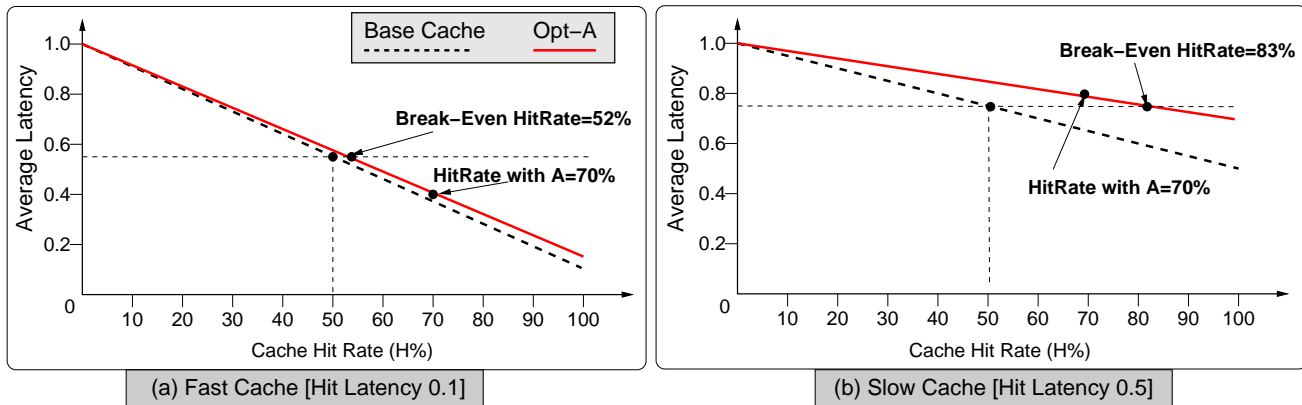 Base Cache
Opt−A
Average Latency
1.0
0.8
0.6
0.4
0.2
0
Break−Even HitRate=52%
HitRate with A=70%
10 20 30 40 50 60 70 80 90 100
Cache Hit Rate (H%)
(a) Fast Cache [Hit Latency 0.1]
Average Latency
1.0
0.8
0.6
0.4
0.2
0
Break−Even HitRate=83%
HitRate with A=70%
10 20 30 40 50 60 70 80 90 100
Cache Hit Rate (H%)
(b) Slow Cache [Hit Latency 0.5]